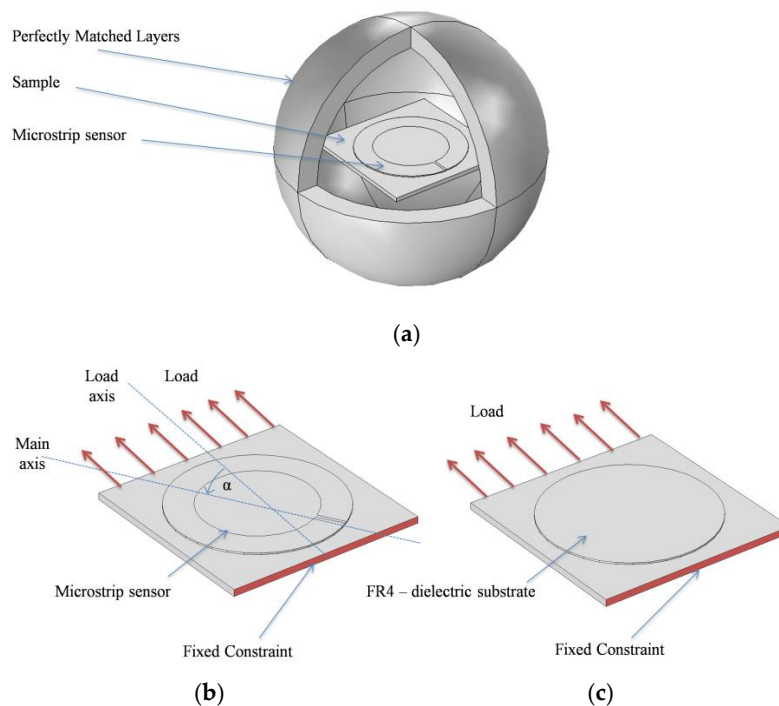 Perfectly Matched Layers
Sample
Microstrip sensor
(a)
Load
axis
Load
Main
axis
α
Microstrip sensor
Fixed Constraint
(b)
Load
FR4 – dielectric substrate
Fixed Constraint
(c)